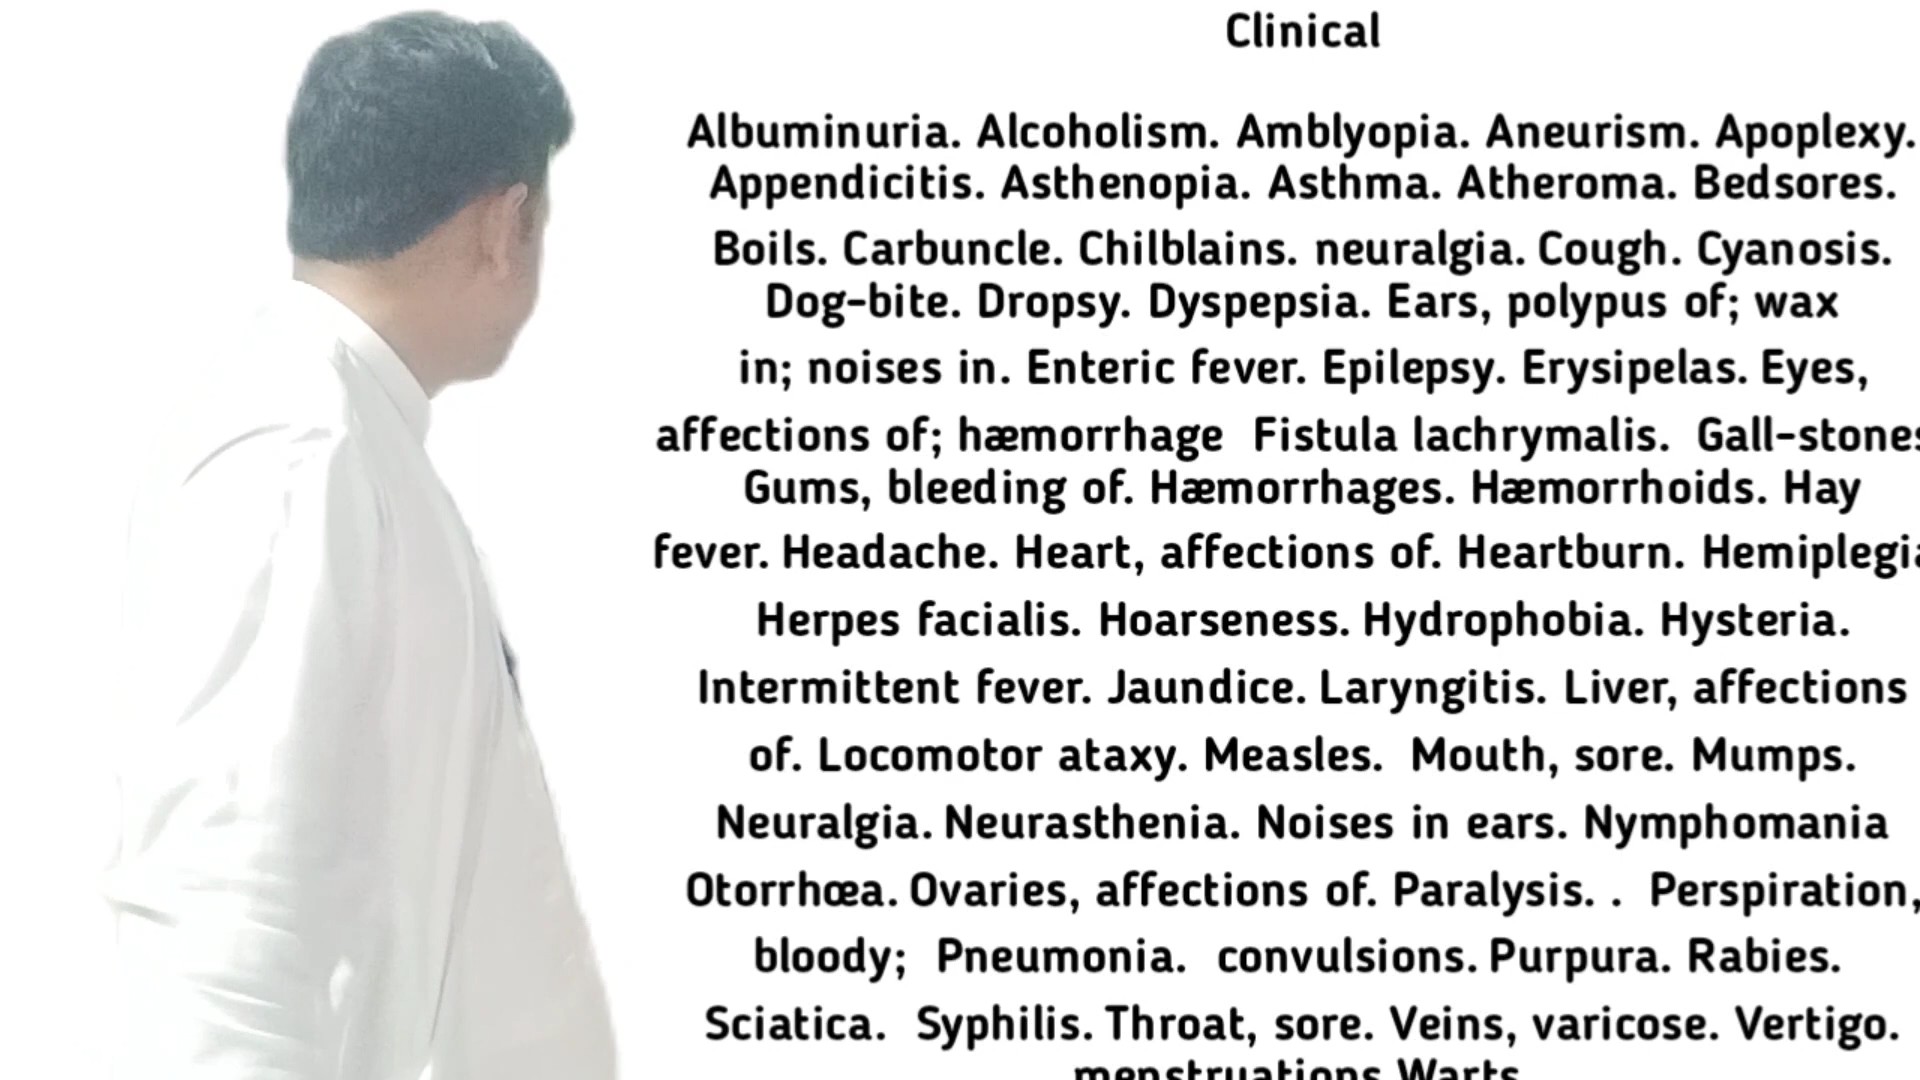 Clinical
Albuminuria. Alcoholism. Amblyopia. Aneurism. Apoplexy.
Appendicitis. Asthenopia. Asthma. Atheroma. Bedsores.
Boils. Carbuncle. Chilblains. neuralgia. Cough. Cyanosis.
Dog-bite. Dropsy. Dyspepsia. Ears, polypus of; wax
in; noises in. Enteric fever. Epilepsy. Erysipelas. Eyes,
affections of; hæmorrhage Fistula lachrymalis. Gall-stones
Gums, bleeding of. Hæmorrhages. Hæmorrhoids. Hay
fever. Headache. Heart, affections of. Heartburn. Hemiplegia
Herpes facialis. Hoarseness. Hydrophobia. Hysteria.
Intermittent fever. Jaundice. Laryngitis. Liver, affections
of. Locomotor ataxy. Measles. Mouth, sore. Mumps.
Neuralgia. Neurasthenia. Noises in ears. Nymphomania
Otorrhœa. Ovaries, affections of. Paralysis. . Perspiration,
bloody; Pneumonia. convulsions. Purpura. Rabies.
Sciatica. Syphilis. Throat, sore. Veins, varicose. Vertigo.
menstruations Warts